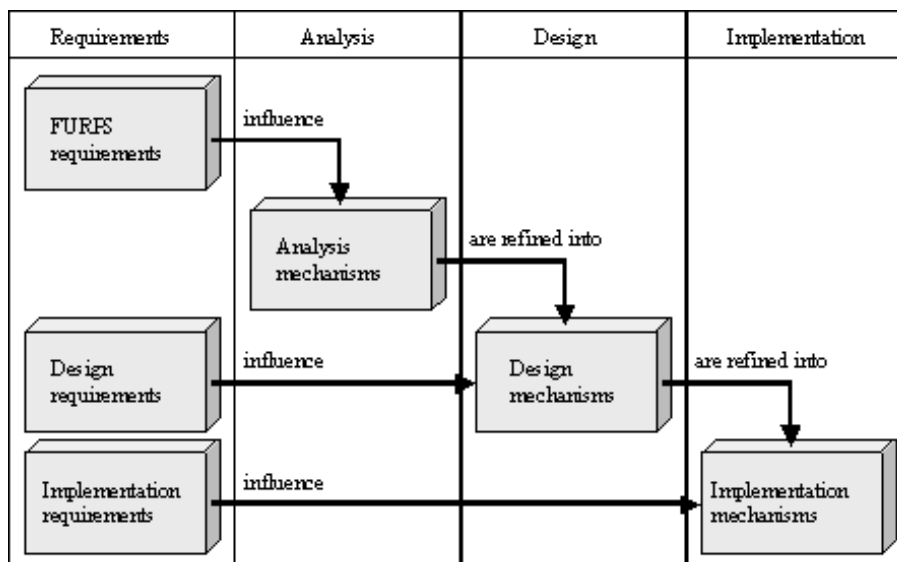 Requirements
Analysis
Design
Implementation
FURPS
requirements
influence
Analysis
mechanisms
are refined into
Design
requirements
influence
Design
mechanisms
are refined into
Implementation
requirements
influence
Implementation
mechanisms